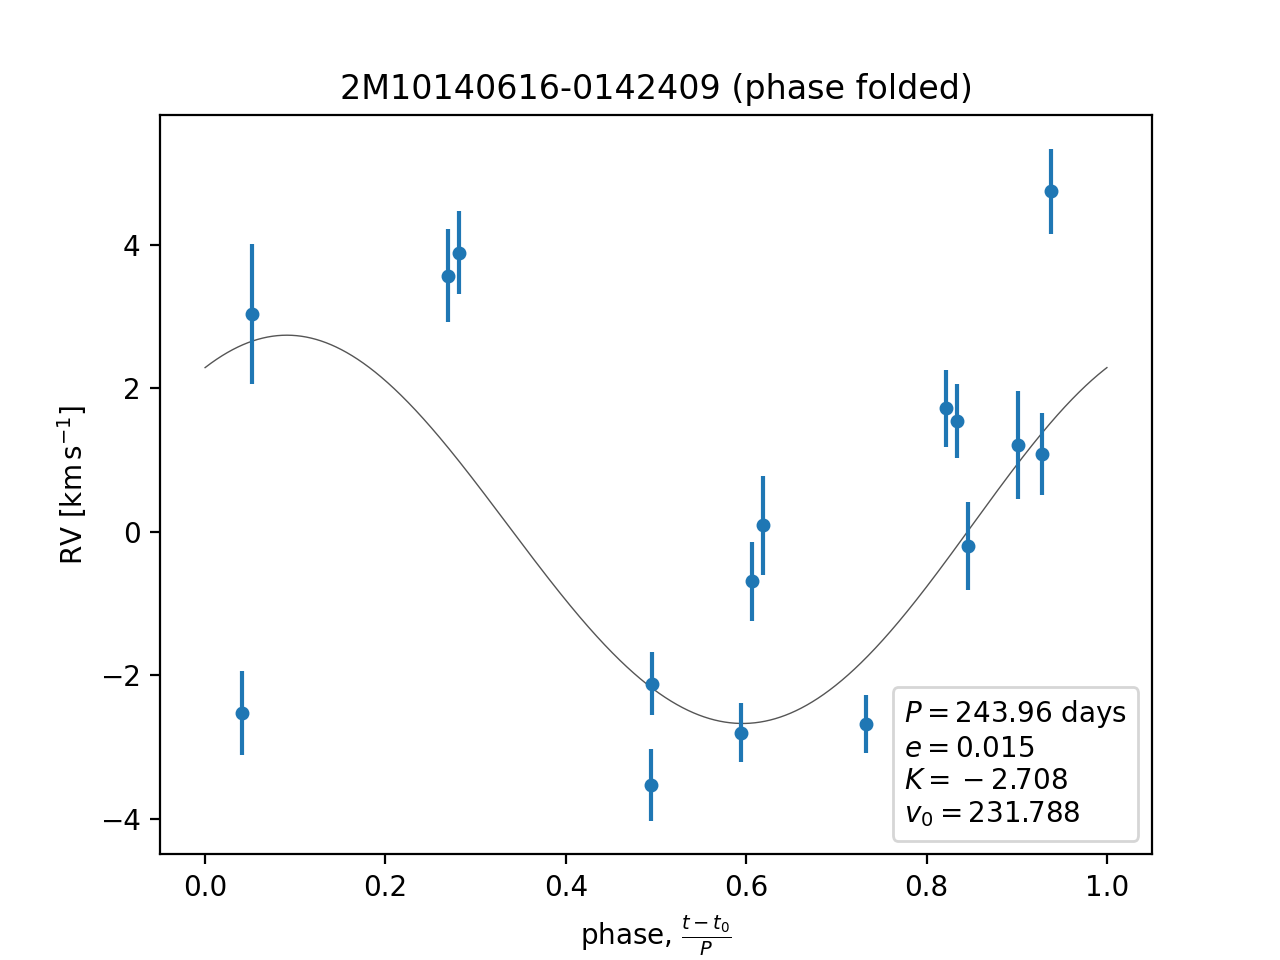 2M10140616-0142409 (phase folded)
RV [km s⁻¹]
4
2
0
−2
−4
P = 243.96 days
e = 0.015
K = −2.708
v₀ = 231.788
0.0 0.2 0.4 0.6 0.8 1.0
phase, (t − t₀)/P